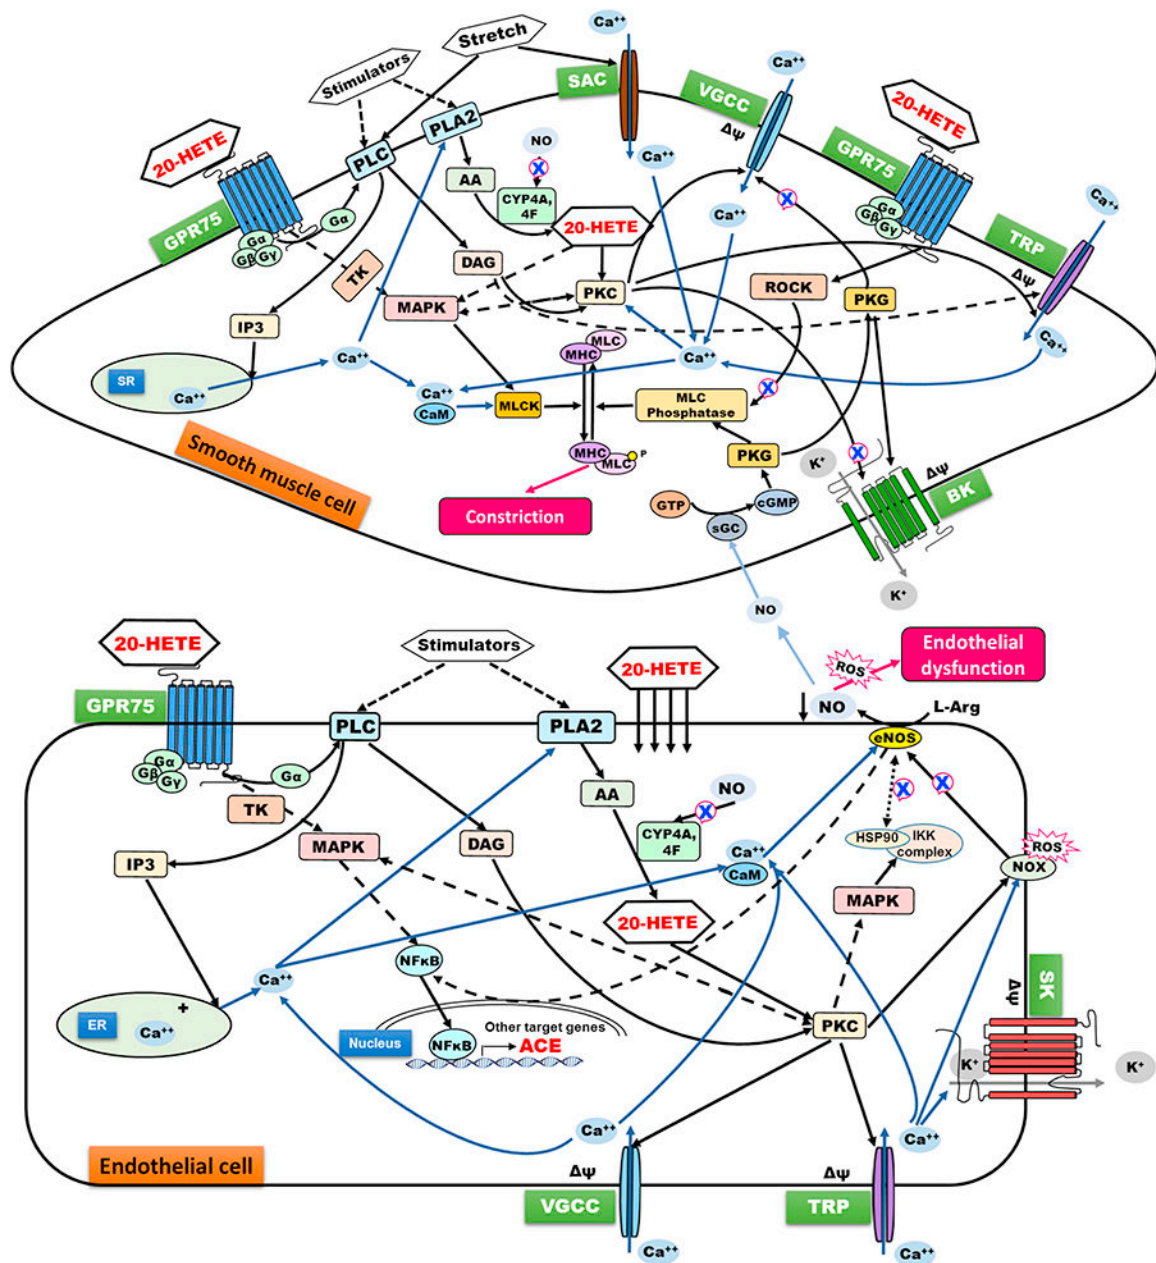 Stretch
Ca⁺⁺
Stimulators
SAC
VGCC
Ca⁺⁺
20-HETE
PLA2
NO
X
ΔΨ
20-HETE
PLC
GPR75
Ca⁺⁺
Ca⁺⁺
AA
CYP4A,
4F
X
Ca⁺⁺
GPR75
Gα
Gα
Gβ
Gγ
20-HETE
Ca⁺⁺
Gα
Gβ
Gγ
TRP
ΔΨ
TK
DAG
PKC
ROCK
PKG
MAPK
IP3
MLC
MHC
Ca⁺⁺
Ca⁺⁺
Ca⁺⁺
SR
Ca⁺⁺
Ca⁺⁺
CaM
MLCK
X
MLC
Phosphatase
MHC
MLC
P
PKG
X
K⁺
ΔΨ
BK
Smooth muscle cell
Constriction
GTP
cGMP
sGC
K⁺
NO
20-HETE
Stimulators
20-HETE
ROS
Endothelial
dysfunction
GPR75
PLC
PLA2
NO
L-Arg
eNOS
Gα
Gβ
Gγ
Gα
TK
AA
NO
X
X
X
CYP4A,
4F
HSP90
IKK
complex
ROS
NOX
IP3
MAPK
DAG
Ca⁺⁺
CaM
MAPK
20-HETE
NFκB
Ca⁺⁺
+
ER
Ca⁺⁺
PKC
ΔΨ
SK
Nucleus
Other target genes
NFκB
ACE
K⁺
K⁺
Ca⁺⁺
Ca⁺⁺
Endothelial cell
ΔΨ
ΔΨ
VGCC
TRP
Ca⁺⁺
Ca⁺⁺